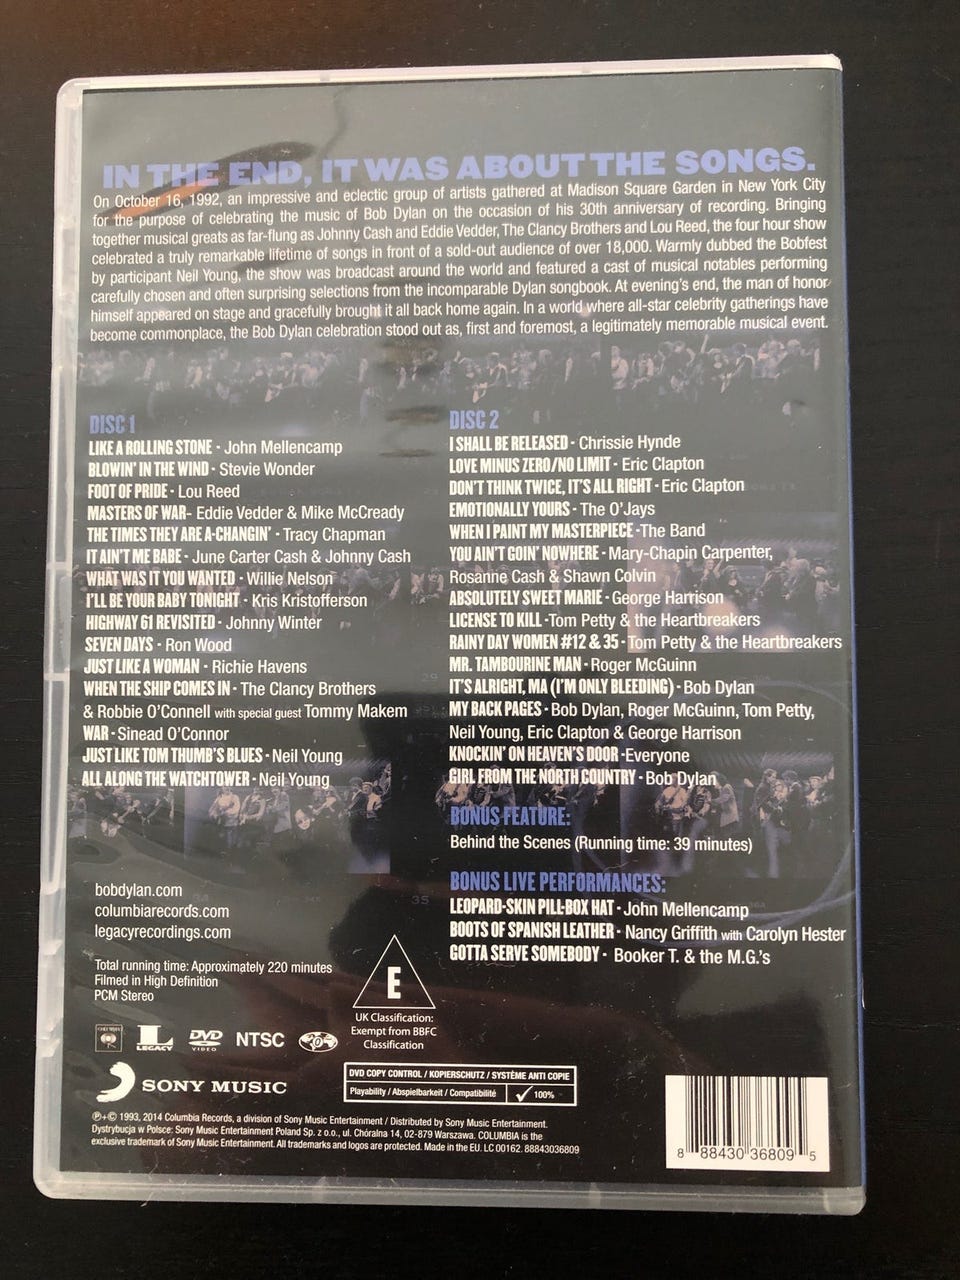 IN THE END, IT WAS ABOUT THE SONGS.
On October 16, 1992, an impressive and eclectic group of artists gathered at Madison Square Garden in New York City
for the purpose of celebrating the music of Bob Dylan on the occasion of his 30th anniversary of recording. Bringing
together musical greats as far-flung as Johnny Cash and Eddie Vedder, The Clancy Brothers and Lou Reed, the four hour show
celebrated a truly remarkable lifetime of songs in front of a sold-out audience of over 18,000. Warmly dubbed the Bobfest
by participant Neil Young, the show was broadcast around the world and featured a cast of musical notables performing
carefully chosen and often surprising selections from the incomparable Dylan songbook. At evening's end, the man of honor
himself appeared on stage and gracefully brought it all back home again. In a world where all-star celebrity gatherings have
become commonplace, the Bob Dylan celebration stood out as, first and foremost, a legitimately memorable musical event.
DISC 1
LIKE A ROLLING STONE - John Mellencamp
BLOWIN' IN THE WIND - Stevie Wonder
FOOT OF PRIDE - Lou Reed
MASTERS OF WAR- Eddie Vedder & Mike McCready
THE TIMES THEY ARE A-CHANGIN' - Tracy Chapman
IT AIN'T ME BABE - June Carter Cash & Johnny Cash
WHAT WAS IT YOU WANTED - Willie Nelson
I'LL BE YOUR BABY TONIGHT - Kris Kristofferson
HIGHWAY 61 REVISITED - Johnny Winter
SEVEN DAYS - Ron Wood
JUST LIKE A WOMAN - Richie Havens
WHEN THE SHIP COMES IN - The Clancy Brothers
& Robbie O'Connell with special guest Tommy Makem
WAR - Sinead O'Connor
JUST LIKE TOM THUMB'S BLUES - Neil Young
ALL ALONG THE WATCHTOWER - Neil Young
DISC 2
I SHALL BE RELEASED - Chrissie Hynde
LOVE MINUS ZERO/NO LIMIT - Eric Clapton
DON'T THINK TWICE, IT'S ALL RIGHT - Eric Clapton
EMOTIONALLY YOURS - The O'Jays
WHEN I PAINT MY MASTERPIECE -The Band
YOU AIN'T GOIN' NOWHERE - Mary-Chapin Carpenter,
Rosanne Cash & Shawn Colvin
ABSOLUTELY SWEET MARIE - George Harrison
LICENSE TO KILL -Tom Petty & the Heartbreakers
RAINY DAY WOMEN #12 & 35 - Tom Petty & the Heartbreakers
MR. TAMBOURINE MAN - Roger McGuinn
IT'S ALRIGHT, MA (I'M ONLY BLEEDING) - Bob Dylan
MY BACK PAGES - Bob Dylan, Roger McGuinn, Tom Petty,
Neil Young, Eric Clapton & George Harrison
KNOCKIN' ON HEAVEN'S DOOR -Everyone
GIRL FROM THE NORTH COUNTRY - Bob Dylan
BONUS FEATURE:
Behind the Scenes (Running time: 39 minutes)
BONUS LIVE PERFORMANCES:
LEOPARD-SKIN PILL-BOX HAT - John Mellencamp
BOOTS OF SPANISH LEATHER - Nancy Griffith with Carolyn Hester
GOTTA SERVE SOMEBODY - Booker T. & the M.G.'s
bobdylan.com
columbiarecords.com
legacyrecordings.com
Total running time: Approximately 220 minutes
Filmed in High Definition
PCM Stereo
E
UK Classification:
Exempt from BBFC
Classification
LEGACY
DVD VIDEO
NTSC
0
SONY MUSIC
DVD COPY CONTROL / KOPIERSCHUTZ / SYSTÈME ANTI COPIE
Playability / Abspielbarkeit / Compatibilité ✓ 100%
℗+© 1993, 2014 Columbia Records, a division of Sony Music Entertainment / Distributed by Sony Music Entertainment.
Dystrybucja w Polsce: Sony Music Entertainment Poland Sp. z o.o., ul. Chóralna 14, 02-879 Warszawa. COLUMBIA is the
exclusive trademark of Sony Music Entertainment. All trademarks and logos are protected. Made in the EU. LC 00162. 88843036809
8 88430 36809 5